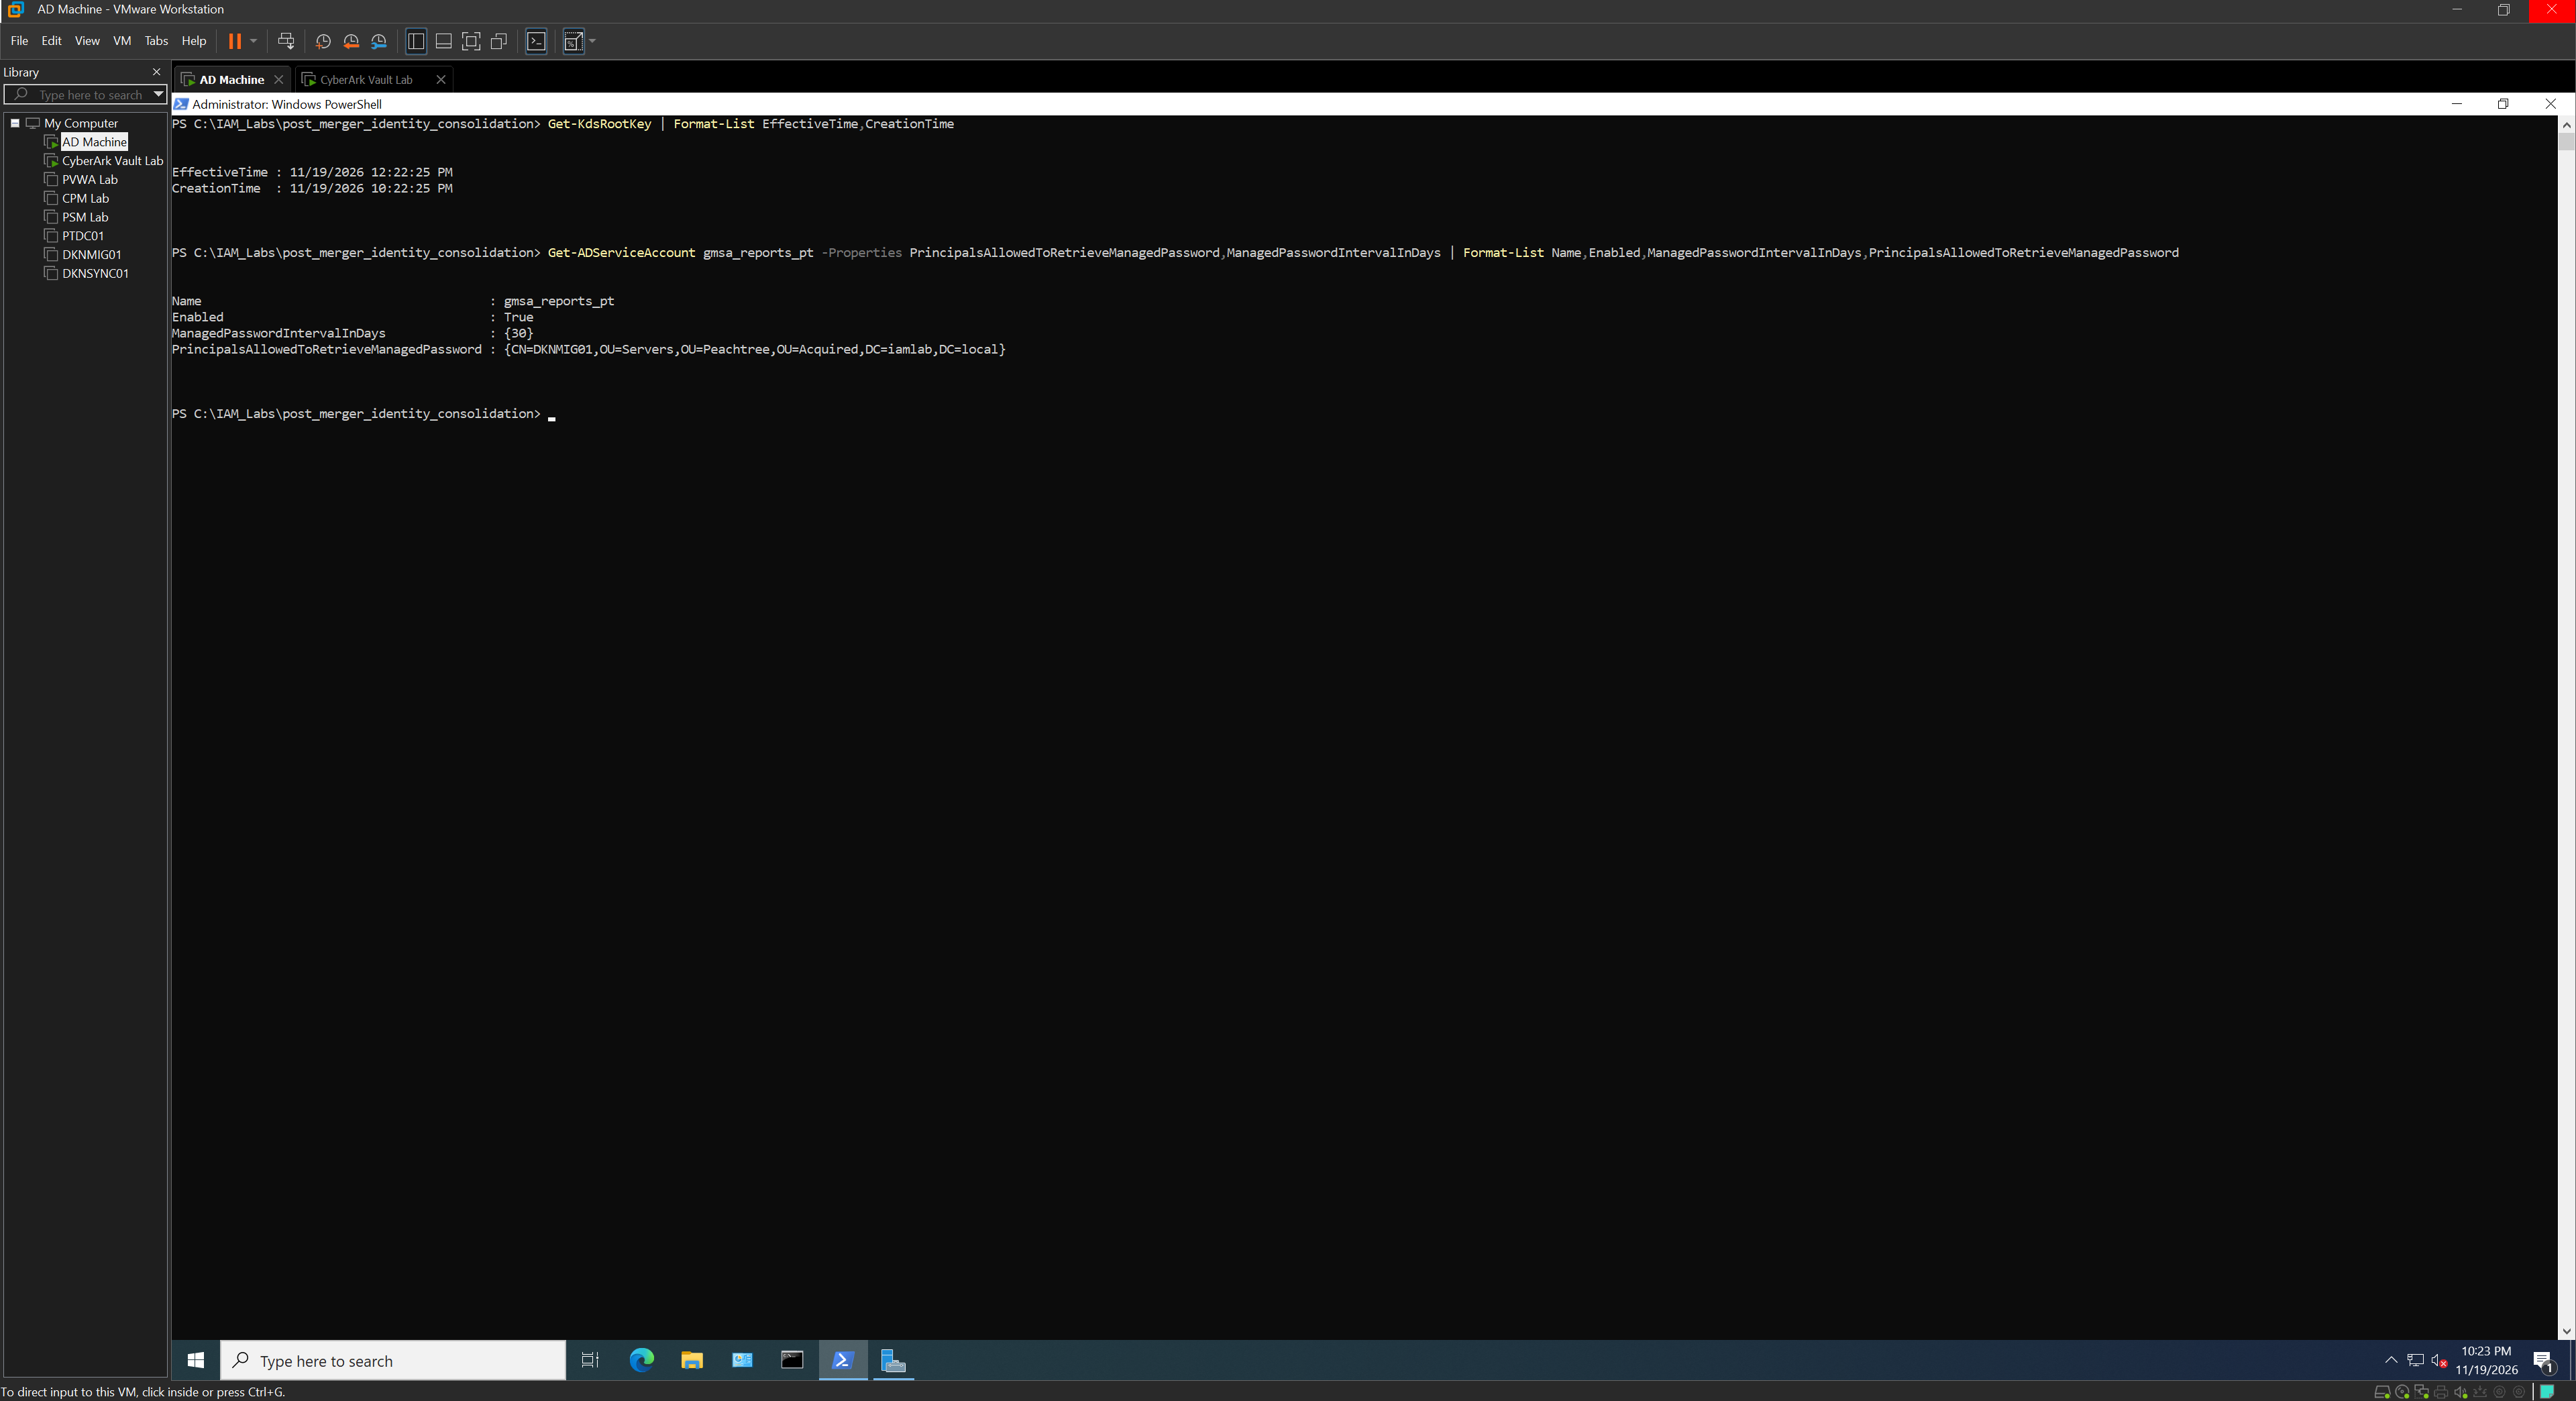 AD Machine - VMware Workstation
File Edit View VM Tabs Help
Library
Type here to search
My Computer
AD Machine
CyberArk Vault Lab
PVWA Lab
CPM Lab
PSM Lab
PTDC01
DKNMIG01
DKNSYNC01
AD Machine
CyberArk Vault Lab
Administrator: Windows PowerShell
PS C:\IAM_Labs\post_merger_identity_consolidation> Get-KdsRootKey | Format-List EffectiveTime,CreationTime
EffectiveTime : 11/19/2026 12:22:25 PM
CreationTime  : 11/19/2026 10:22:25 PM
PS C:\IAM_Labs\post_merger_identity_consolidation> Get-ADServiceAccount gmsa_reports_pt -Properties PrincipalsAllowedToRetrieveManagedPassword,ManagedPasswordIntervalInDays | Format-List Name,Enabled,ManagedPasswordIntervalInDays,PrincipalsAllowedToRetrieveManagedPassword
Name                                       : gmsa_reports_pt
Enabled                                    : True
ManagedPasswordIntervalInDays              : {30}
PrincipalsAllowedToRetrieveManagedPassword : {CN=DKNMIG01,OU=Servers,OU=Peachtree,OU=Acquired,DC=iamlab,DC=local}
PS C:\IAM_Labs\post_merger_identity_consolidation>
Type here to search
10:23 PM
11/19/2026
1
To direct input to this VM, click inside or press Ctrl+G.